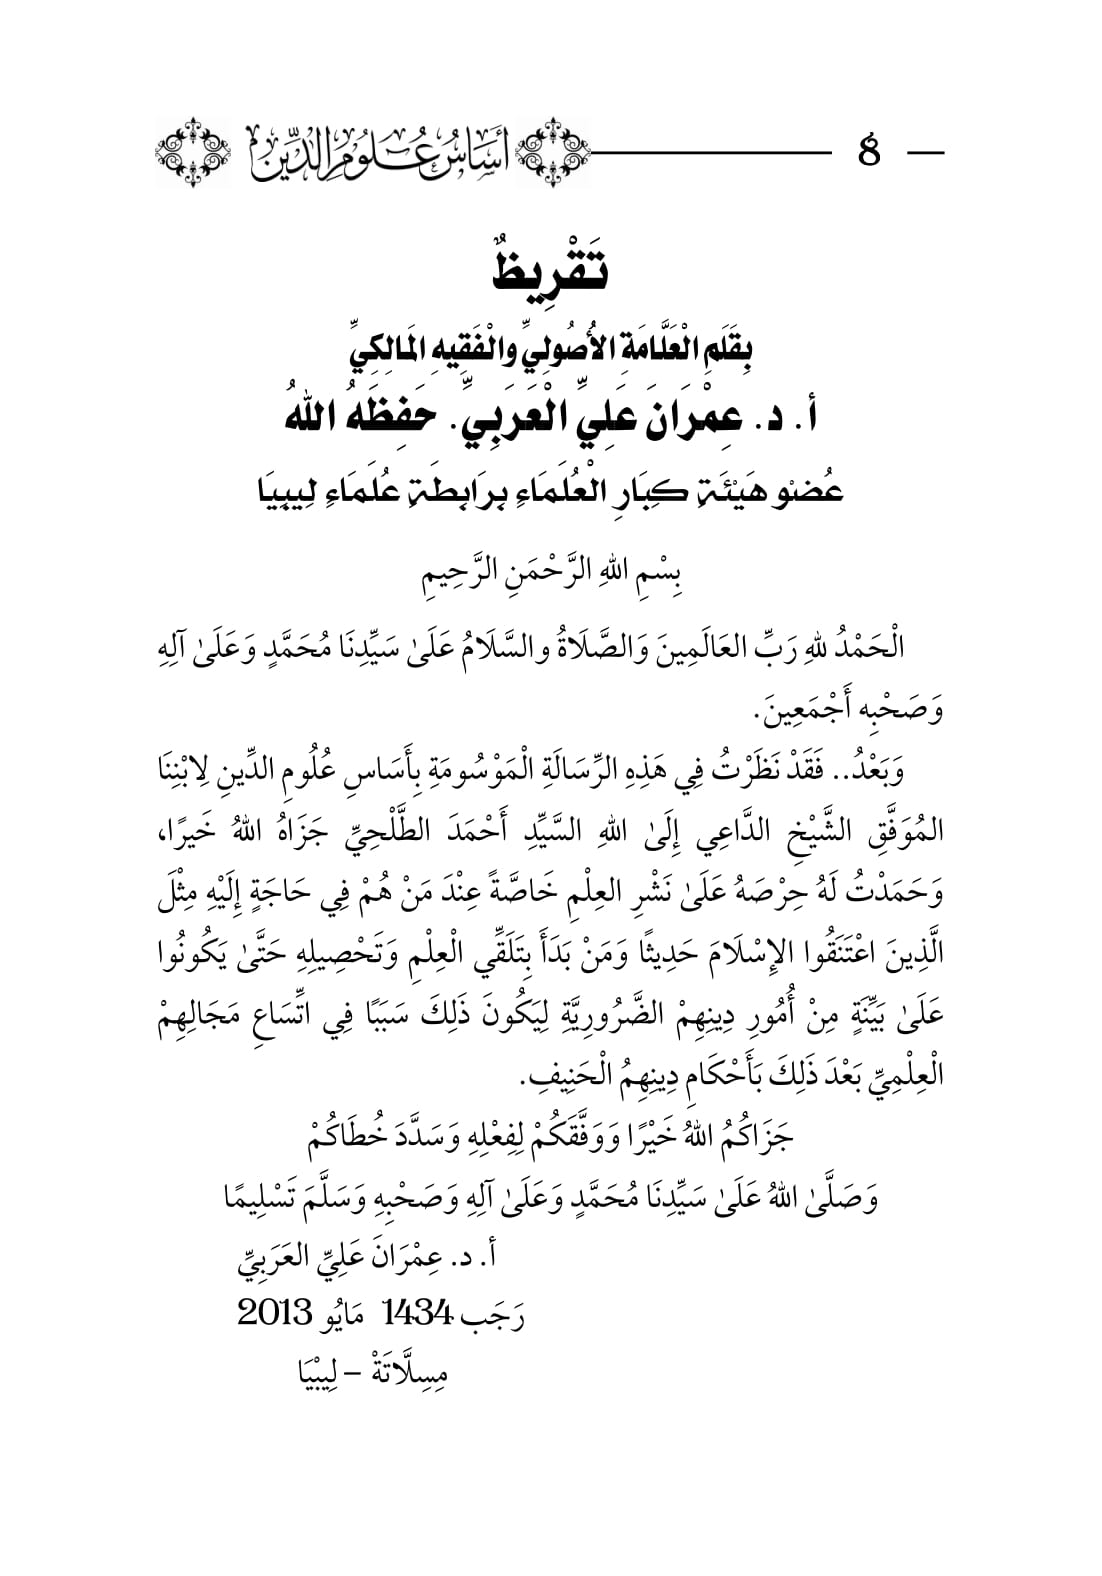 8 أَسَاسُ عُلُومِ الدِّينِ
تَقْرِيظٌ
بِقَلَمِ الْعَلَّامَةِ الأُصُولِيِّ والْفَقِيهِ المَالِكِيِّ
أ. د. عِمْرَانَ عَلِيِّ الْعَرَبِيِّ. حَفِظَهُ اللهُ
عُضْو هَيْئَةِ كِبَارِ الْعُلَمَاءِ بِرَابِطَةِ عُلَمَاءِ لِيبِيَا
بِسْمِ اللهِ الرَّحْمَنِ الرَّحِيمِ
الْحَمْدُ للهِ رَبِّ العَالَمِينَ وَالصَّلَاةُ والسَّلَامُ عَلَىٰ سَيِّدِنَا مُحَمَّدٍ وَعَلَىٰ آلِهِ
وَصَحْبِه أَجْمَعِينَ.
وَبَعْدُ.. فَقَدْ نَظَرْتُ فِي هَذِهِ الرِّسَالَةِ الْمَوْسُومَةِ بِأَسَاسِ عُلُومِ الدِّينِ لِابْنِنَا
المُوَفَّقِ الشَّيْخِ الدَّاعِي إِلَىٰ اللهِ السَّيِّدِ أَحْمَدَ الطَّلْحِيِّ جَزَاهُ اللهُ خَيرًا،
وَحَمَدْتُ لَهُ حِرْصَهُ عَلَىٰ نَشْرِ العِلْمِ خَاصَّةً عِنْدَ مَنْ هُمْ فِي حَاجَةٍ إِلَيْهِ مِثْلَ
الَّذِينَ اعْتَنَقُوا الإِسْلَامَ حَدِيثًا وَمَنْ بَدَأَ بِتَلَقِّي الْعِلْمِ وَتَحْصِيلِهِ حَتَّىٰ يَكُونُوا
عَلَىٰ بَيِّنَةٍ مِنْ أُمُورِ دِينِهِمْ الضَّرُورِيَّةِ لِيَكُونَ ذَلِكَ سَبَبًا فِي اتِّسَاعِ مَجَالِهِمْ
الْعِلْمِيِّ بَعْدَ ذَلِكَ بَأَحْكَامِ دِينِهِمُ الْحَنِيفِ.
جَزَاكُمُ اللهُ خَيْرًا وَوَفَّقَكُمْ لِفِعْلِهِ وَسَدَّدَ خُطَاكُمْ
وَصَلَّىٰ اللهُ عَلَىٰ سَيِّدِنَا مُحَمَّدٍ وَعَلَىٰ آلِهِ وَصَحْبِهِ وَسَلَّمَ تَسْلِيمًا
أ. د. عِمْرَانَ عَلِيِّ العَرَبِيِّ
رَجَب 1434 مَايُو 2013
مِسِلَّاتَةْ – لِيبْيَا